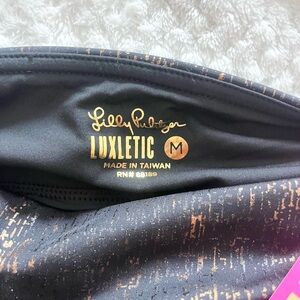 Lilly Pulitzer
LUXLETIC M
MADE IN TAIWAN
RN# 88189